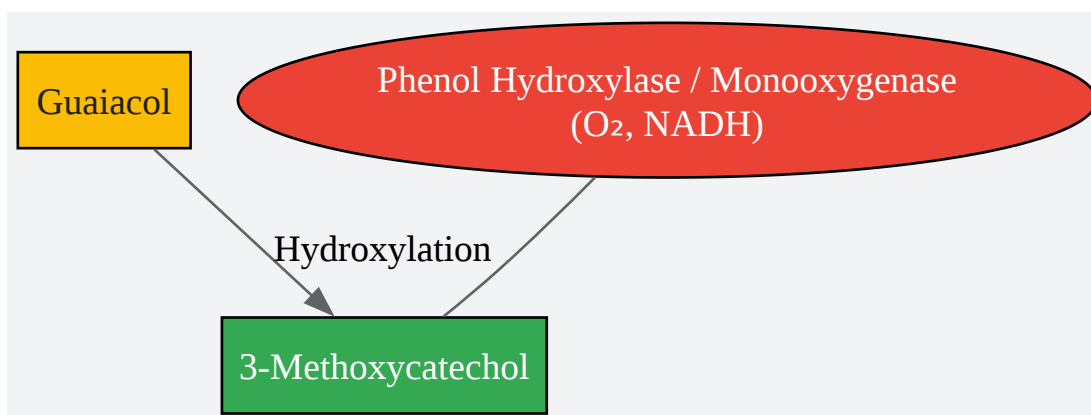 Guaiacol
Phenol Hydroxylase / Monooxygenase
(O₂, NADH)
Hydroxylation
3-Methoxycatechol